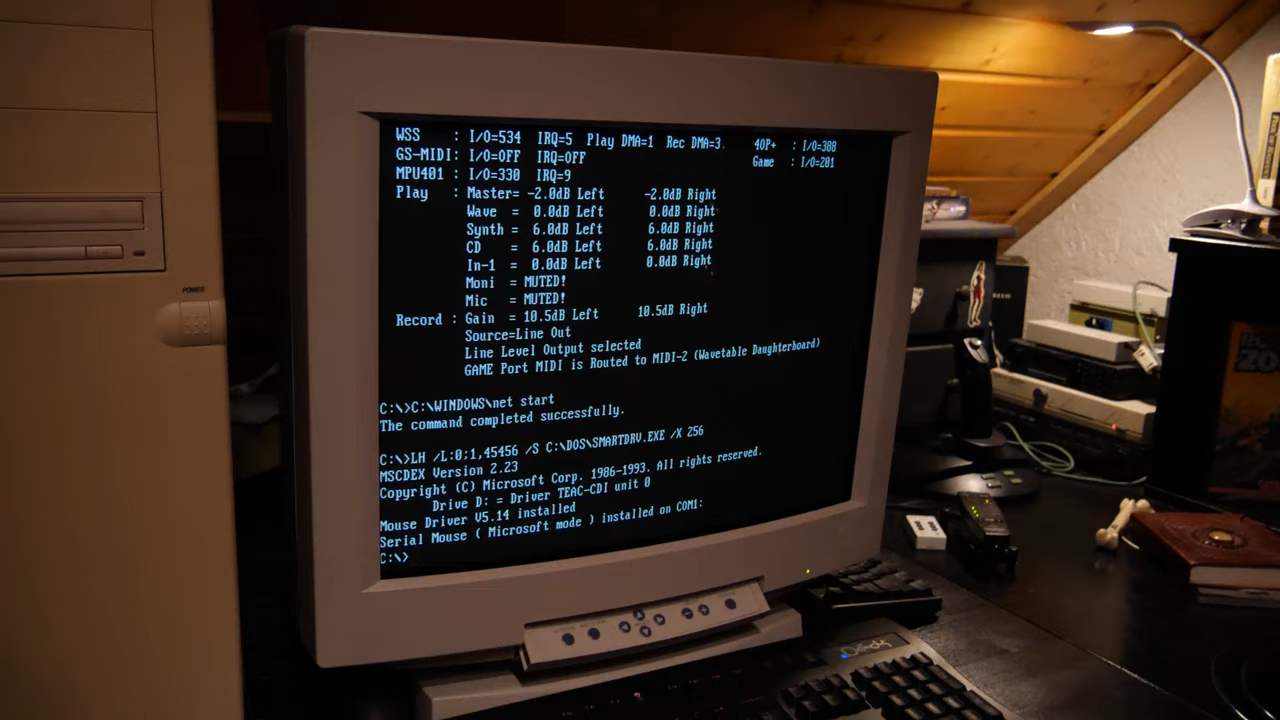 WSS : I/O=534 IRQ=5 Play DMA=1 Rec DMA=3 OPL4 : I/O=388
GS-MIDI: I/O=OFF IRQ=OFF Game : I/O=201
MPU401 : I/O=330 IRQ=9
Play : Master= -2.0dB Left -2.0dB Right
Wave = 0.0dB Left 0.0dB Right
Synth = 6.0dB Left 6.0dB Right
CD = 6.0dB Left 6.0dB Right
In-1 = 0.0dB Left 0.0dB Right
Moni = MUTED!
Mic = MUTED!
Record : Gain = 10.5dB Left 10.5dB Right
Source=Line Out
Line Level Output selected
GAME Port MIDI is Routed to MIDI-2 (Wavetable Daughterboard)
C:\>C:\WINDOWS\net start
The command completed successfully.
C:\>LH /L:0;1,45456 /S C:\DOS\SMARTDRV.EXE /X 256
MSCDEX Version 2.23
Copyright (C) Microsoft Corp. 1986-1993. All rights reserved.
Drive D: = Driver TEAC-CDI unit 0
Mouse Driver V5.14 installed
Serial Mouse ( Microsoft mode ) installed on COM1:
C:\>
POWER